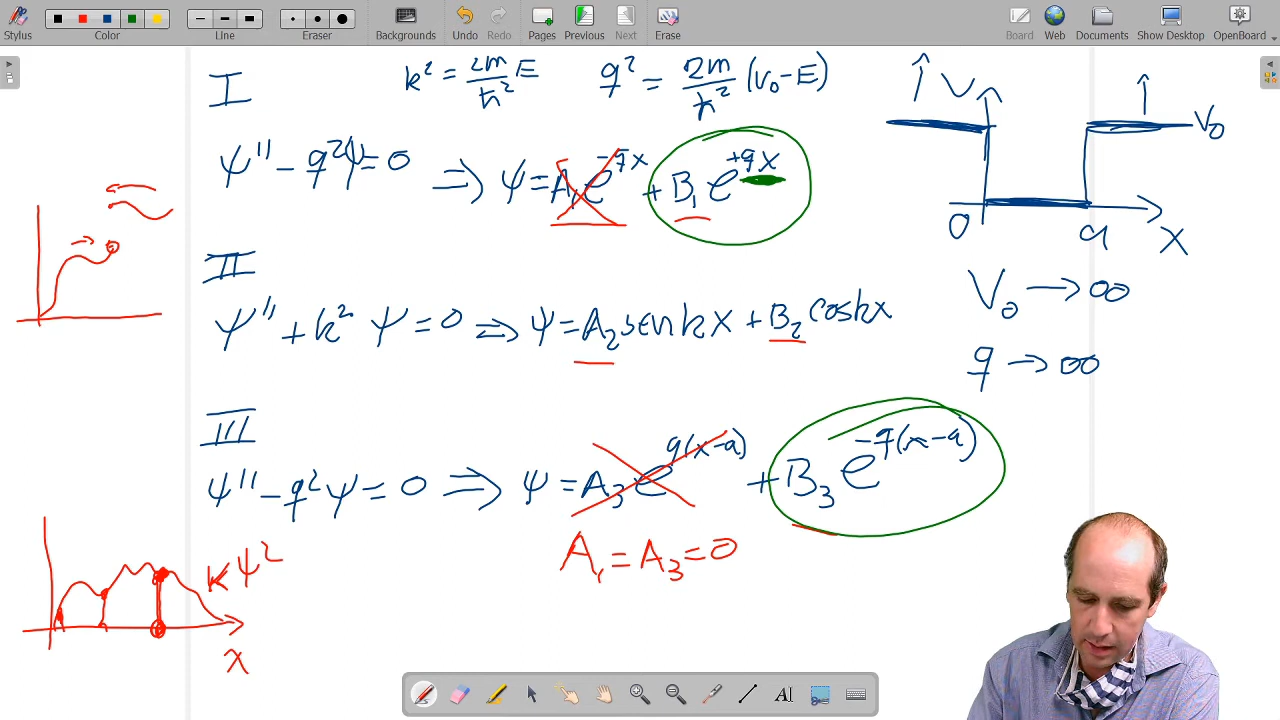 Stylus
Color
Line
Eraser
Backgrounds
Undo
Redo
Pages
Previous
Next
Erase
Board
Web
Documents
Show Desktop
OpenBoard
I
k² = 2m/ħ² E
q² = 2m/ħ² (V₀-E)
ψ'' - q²ψ = 0 ⟹ ψ = A₁e^(-qx) + B₁e^(+qx)
II
ψ'' + k² ψ = 0 ⟹ ψ = A₂ sen kx + B₂ cos kx
III
ψ'' - q²ψ = 0 ⟹ ψ = A₃e^(q(x-a)) + B₃e^(-q(x-a))
A₁ = A₃ = 0
V
V₀
0
a
x
V₀ → ∞
q → ∞
ψ²
x